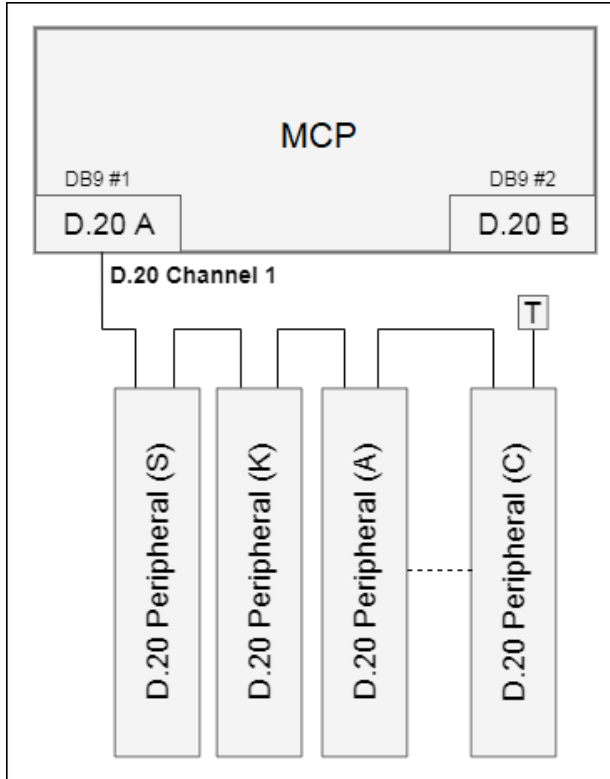 MCP
DB9 #1
DB9 #2
D.20 A
D.20 B
D.20 Channel 1
T
D.20 Peripheral (S)
D.20 Peripheral (K)
D.20 Peripheral (A)
D.20 Peripheral (C)